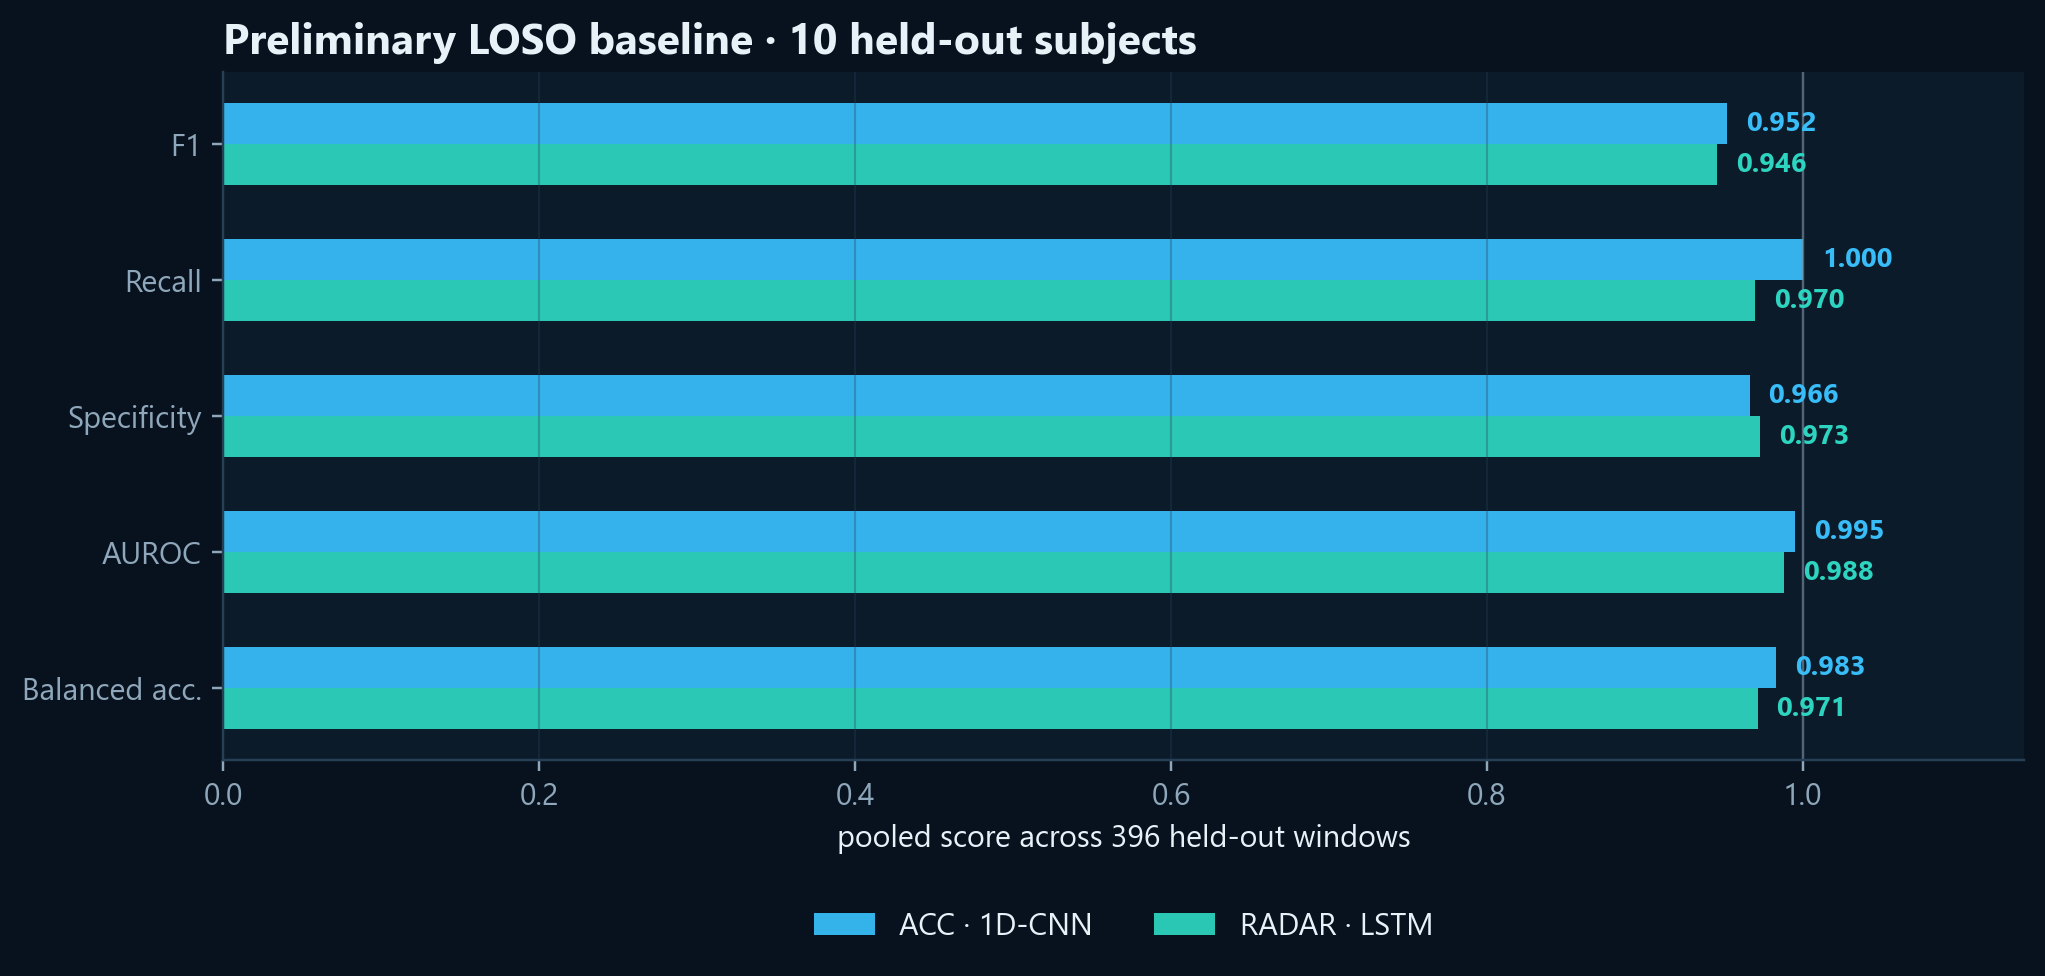 Preliminary LOSO baseline · 10 held-out subjects
F1
0.952
0.946
Recall
1.000
0.970
Specificity
0.966
0.973
AUROC
0.995
0.988
Balanced acc.
0.983
0.971
0.0 0.2 0.4 0.6 0.8 1.0
pooled score across 396 held-out windows
ACC · 1D-CNN RADAR · LSTM